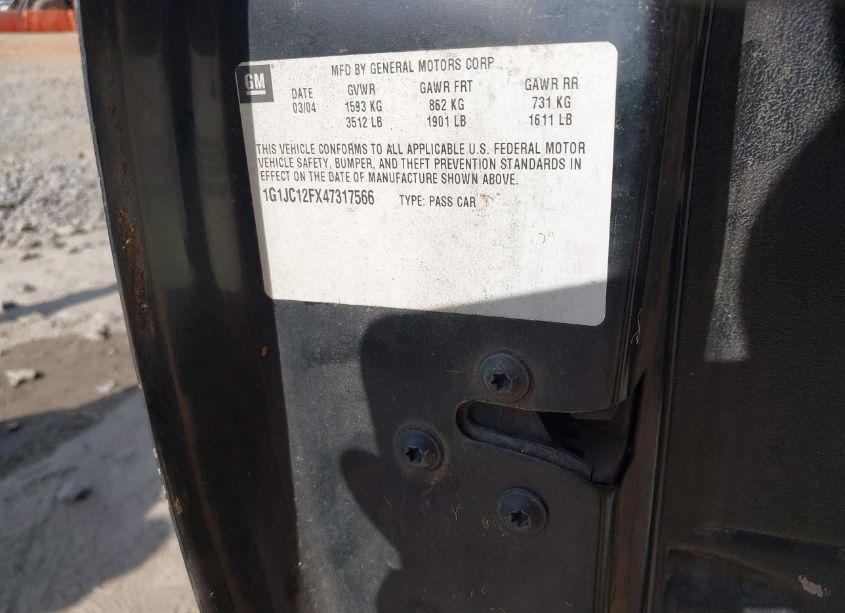 GM
MFD BY GENERAL MOTORS CORP
DATE GVWR GAWR FRT GAWR RR
03/04 1593 KG 862 KG 731 KG
3512 LB 1901 LB 1611 LB
THIS VEHICLE CONFORMS TO ALL APPLICABLE U.S. FEDERAL MOTOR
VEHICLE SAFETY, BUMPER, AND THEFT PREVENTION STANDARDS IN
EFFECT ON THE DATE OF MANUFACTURE SHOWN ABOVE.
1G1JC12FX47317566 TYPE: PASS CAR